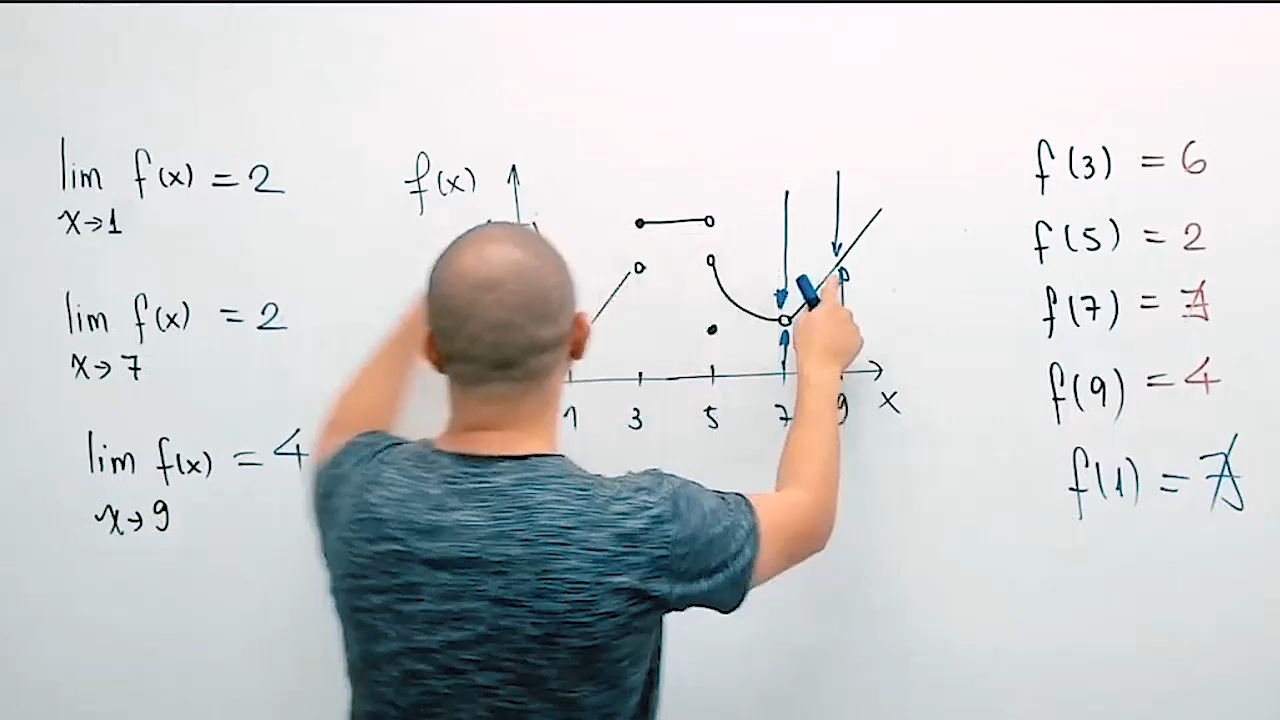 lim f(x) = 2
x→1
lim f(x) = 2
x→7
lim f(x) = 4
x→9
f(x)
1 3 5 7 9 x
f(3) = 6
f(5) = 2
f(7) = ∄
f(9) = 4
f(1) = ∄